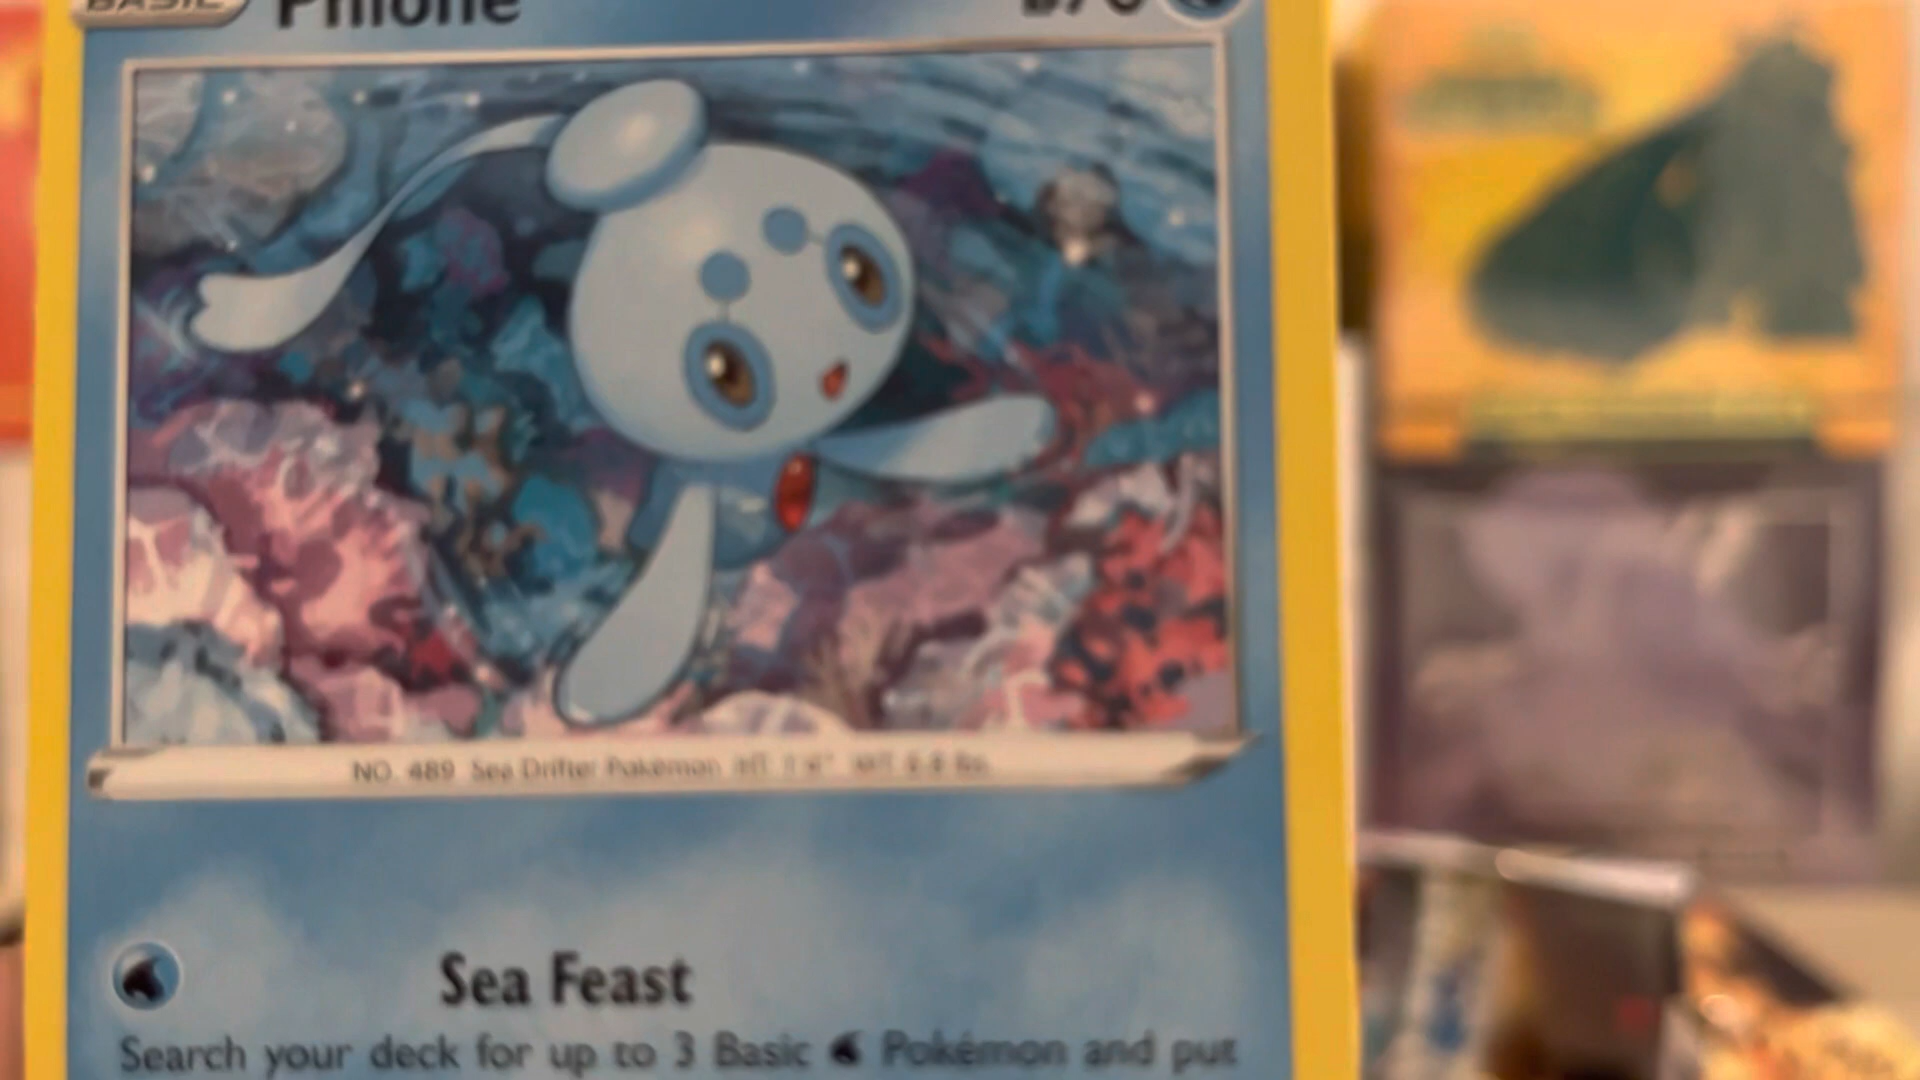 BASIC Phione
NO. 489 Sea Drifter Pokémon
Sea Feast
Search your deck for up to 3 Basic Pokémon and put